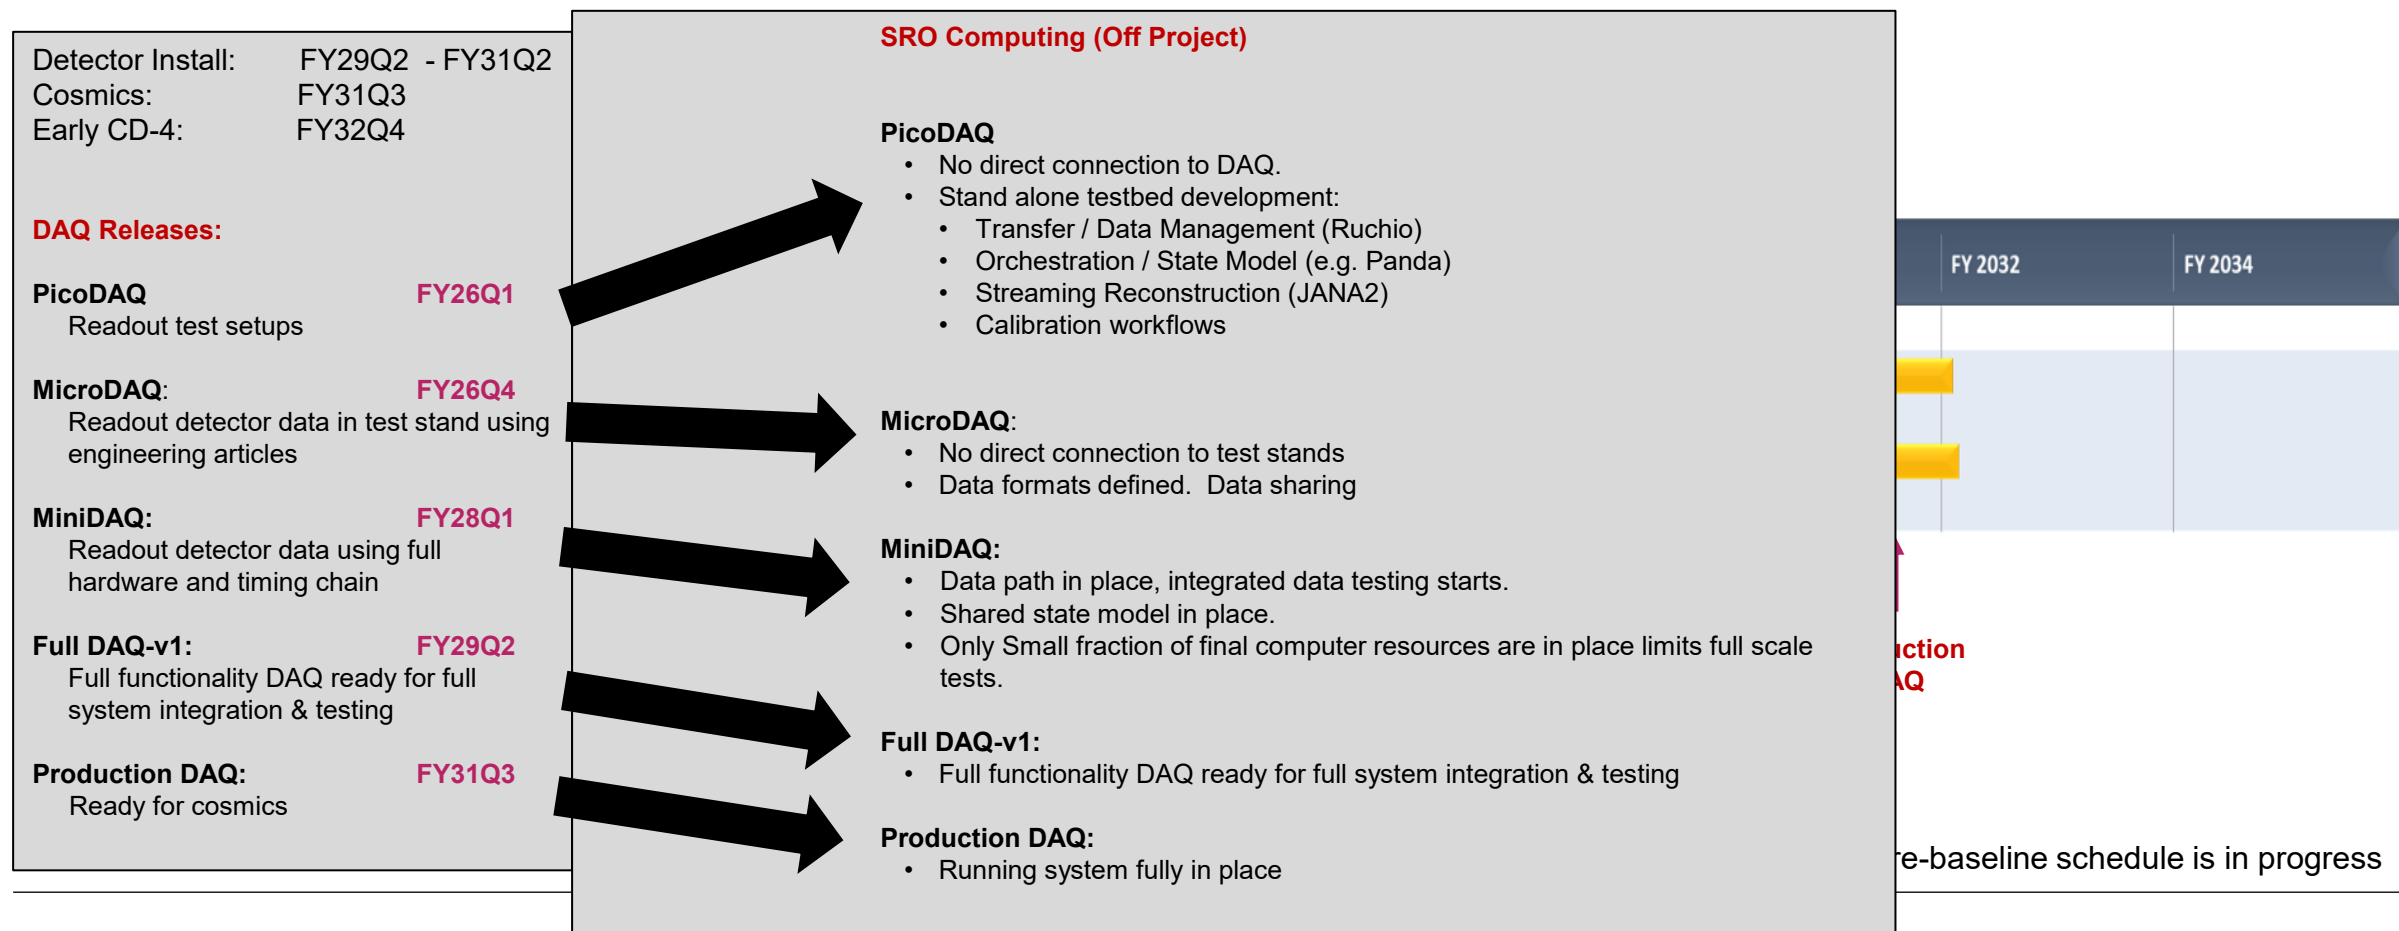 Detector Install: FY29Q2 - FY31Q2
Cosmics: FY31Q3
Early CD-4: FY32Q4
DAQ Releases:
PicoDAQ FY26Q1
Readout test setups
MicroDAQ: FY26Q4
Readout detector data in test stand using
engineering articles
MiniDAQ: FY28Q1
Readout detector data using full
hardware and timing chain
Full DAQ-v1: FY29Q2
Full functionality DAQ ready for full
system integration & testing
Production DAQ: FY31Q3
Ready for cosmics
SRO Computing (Off Project)
PicoDAQ
• No direct connection to DAQ.
• Stand alone testbed development:
• Transfer / Data Management (Ruchio)
• Orchestration / State Model (e.g. Panda)
• Streaming Reconstruction (JANA2)
• Calibration workflows
MicroDAQ:
• No direct connection to test stands
• Data formats defined. Data sharing
MiniDAQ:
• Data path in place, integrated data testing starts.
• Shared state model in place.
• Only Small fraction of final computer resources are in place limits full scale
tests.
Full DAQ-v1:
• Full functionality DAQ ready for full system integration & testing
Production DAQ:
• Running system fully in place
FY 2032 FY 2034
re-baseline schedule is in progress